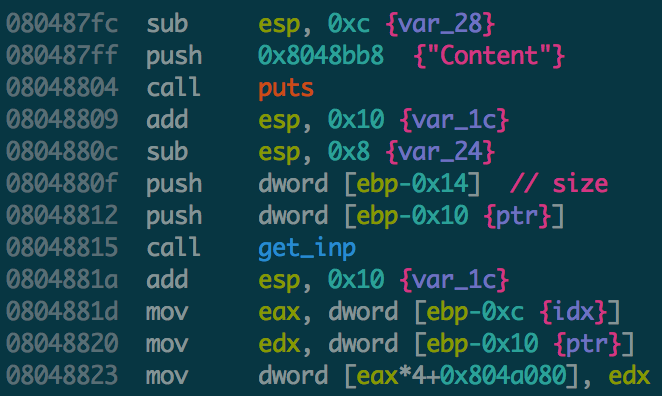 080487fc sub esp, 0xc {var_28}
080487ff push 0x8048bb8 {"Content"}
08048804 call puts
08048809 add esp, 0x10 {var_1c}
0804880c sub esp, 0x8 {var_24}
0804880f push dword [ebp-0x14] // size
08048812 push dword [ebp-0x10 {ptr}]
08048815 call get_inp
0804881a add esp, 0x10 {var_1c}
0804881d mov eax, dword [ebp-0xc {idx}]
08048820 mov edx, dword [ebp-0x10 {ptr}]
08048823 mov dword [eax*4+0x804a080], edx